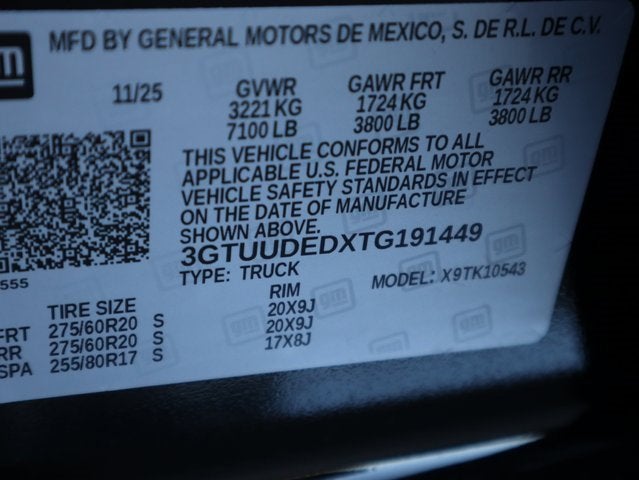 MFD BY GENERAL MOTORS DE MEXICO, S. DE R.L. DE C.V.
gm
11/25 GVWR GAWR FRT GAWR RR
3221 KG 1724 KG 1724 KG
7100 LB 3800 LB 3800 LB
THIS VEHICLE CONFORMS TO ALL
APPLICABLE U.S. FEDERAL MOTOR
VEHICLE SAFETY STANDARDS IN EFFECT
ON THE DATE OF MANUFACTURE
SHOWN ABOVE.
3GTUUDEDXTG191449
TYPE: TRUCK MODEL: X9TK10543
555
TIRE SIZE RIM
FRT 275/60R20 S 20X9J
RR 275/60R20 S 20X9J
SPA 255/80R17 S 17X8J